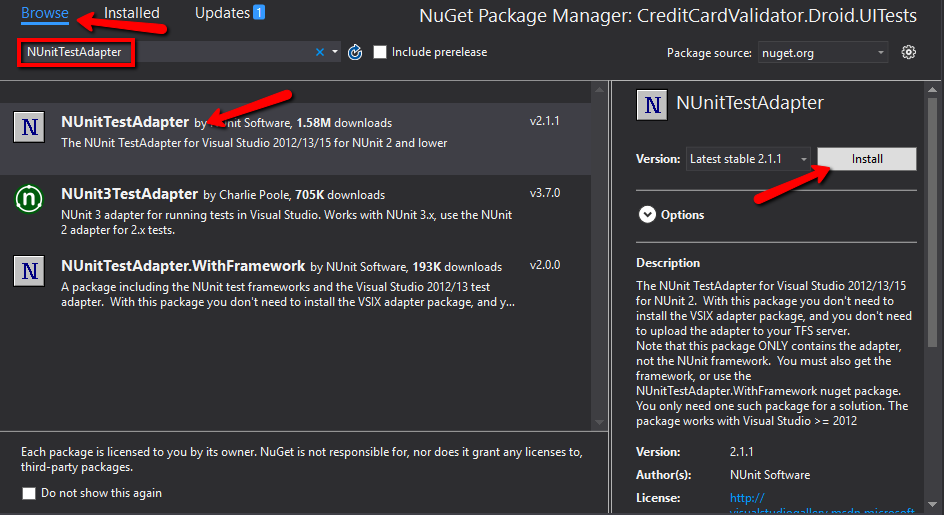 Browse Installed Updates 1 NuGet Package Manager: CreditCardValidator.Droid.UITests
NUnitTestAdapter Include prerelease Package source: nuget.org
N NUnitTestAdapter by NUnit Software, 1.58M downloads v2.1.1
The NUnit TestAdapter for Visual Studio 2012/13/15 for NUnit 2 and lower
n NUnit3TestAdapter by Charlie Poole, 705K downloads v3.7.0
NUnit 3 adapter for running tests in Visual Studio. Works with NUnit 3.x, use the NUnit
2 adapter for 2.x tests.
N NUnitTestAdapter.WithFramework by NUnit Software, 193K downloads v2.0.0
A package including the NUnit test frameworks and the Visual Studio 2012/13 test
adapter. With this package you don't need to install the VSIX adapter package, and y...
Each package is licensed to you by its owner. NuGet is not responsible for, nor does it grant any licenses to,
third-party packages.
Do not show this again
N NUnitTestAdapter
Version: Latest stable 2.1.1 Install
Options
Description
The NUnit TestAdapter for Visual Studio 2012/13/15
for NUnit 2. With this package you don't need to
install the VSIX adapter package, and you don't need
to upload the adapter to your TFS server.
Note that this package ONLY contains the adapter,
not the NUnit framework. You must also get the
framework, or use the
NUnitTestAdapter.WithFramework nuget package.
You only need one such package for a solution. The
package works with Visual Studio >= 2012
Version: 2.1.1
Author(s): NUnit Software
License: http://
visualstudiogallery.msdn.microsoft